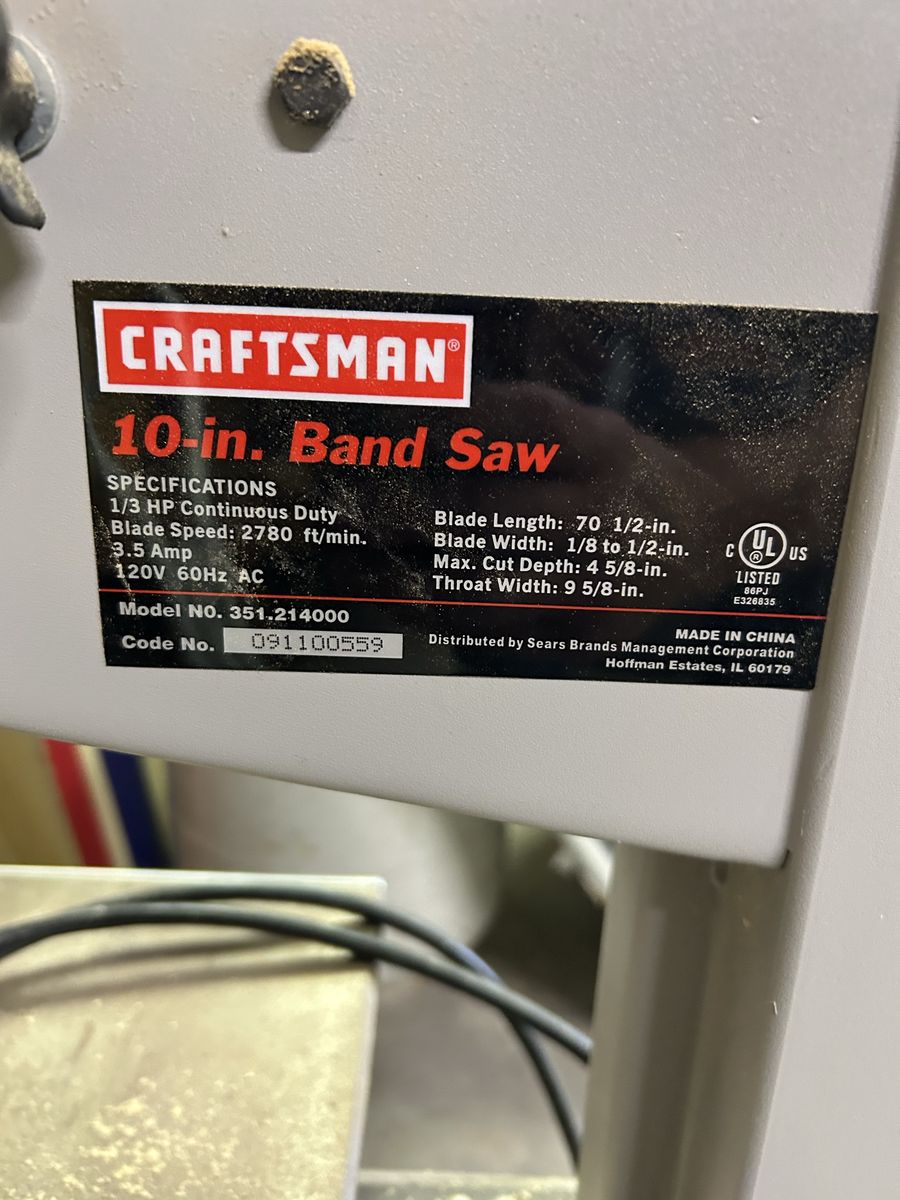 CRAFTSMAN®
10-in. Band Saw
SPECIFICATIONS
1/3 HP Continuous Duty
Blade Speed: 2780 ft/min.
3.5 Amp
120V 60Hz AC
Blade Length: 70 1/2-in.
Blade Width: 1/8 to 1/2-in.
Max. Cut Depth: 4 5/8-in.
Throat Width: 9 5/8-in.
C UL ® US
LISTED
86PJ
E326835
Model NO. 351.214000
Code No. 091100559
MADE IN CHINA
Distributed by Sears Brands Management Corporation
Hoffman Estates, IL 60179